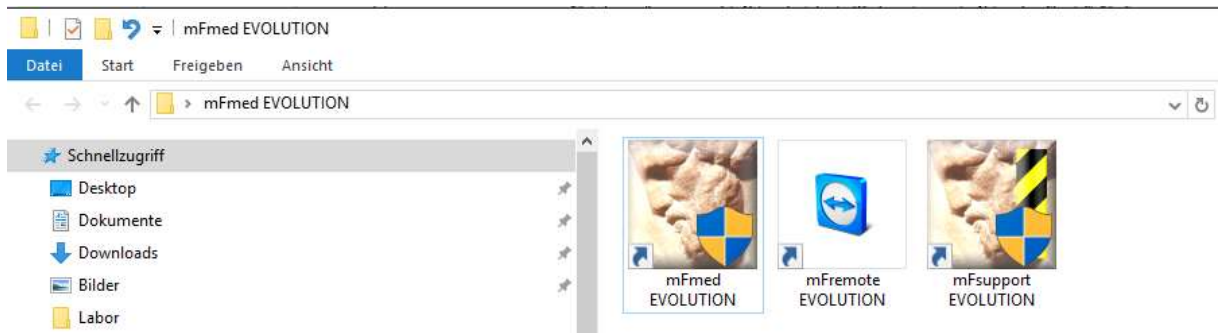 mFmed EVOLUTION
Datei Start Freigeben Ansicht
mFmed EVOLUTION
Schnellzugriff
Desktop
Dokumente
Downloads
Bilder
Labor
mFmed
EVOLUTION
mFremote
EVOLUTION
mFsupport
EVOLUTION